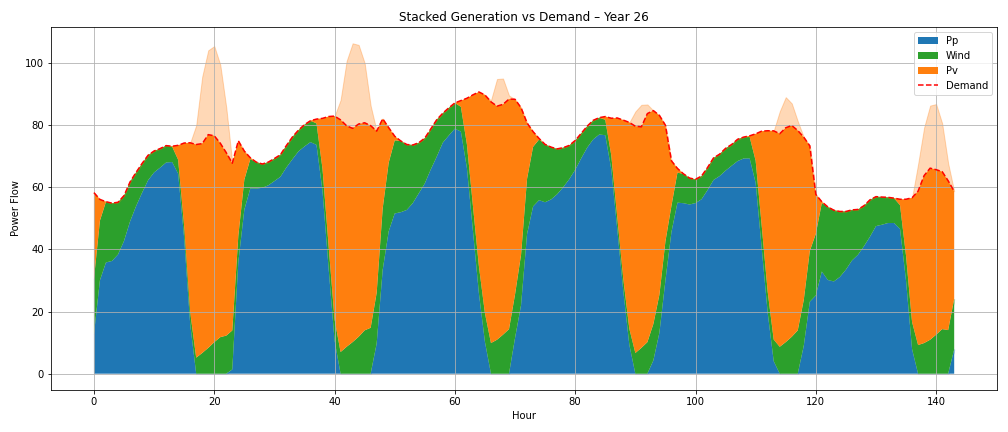 Stacked Generation vs Demand – Year 26
Pp
Wind
Pv
Demand
Power Flow
100
80
60
40
20
0
0 20 40 60 80 100 120 140
Hour